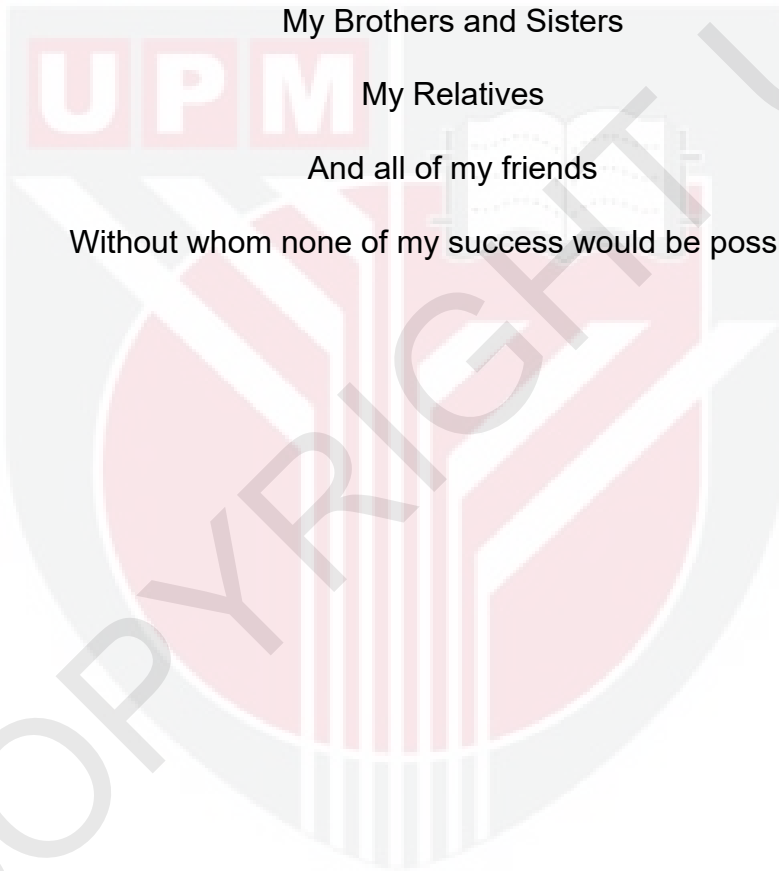 My Brothers and Sisters
UPM
My Relatives
And all of my friends
Without whom none of my success would be poss
OPYRIGHT U